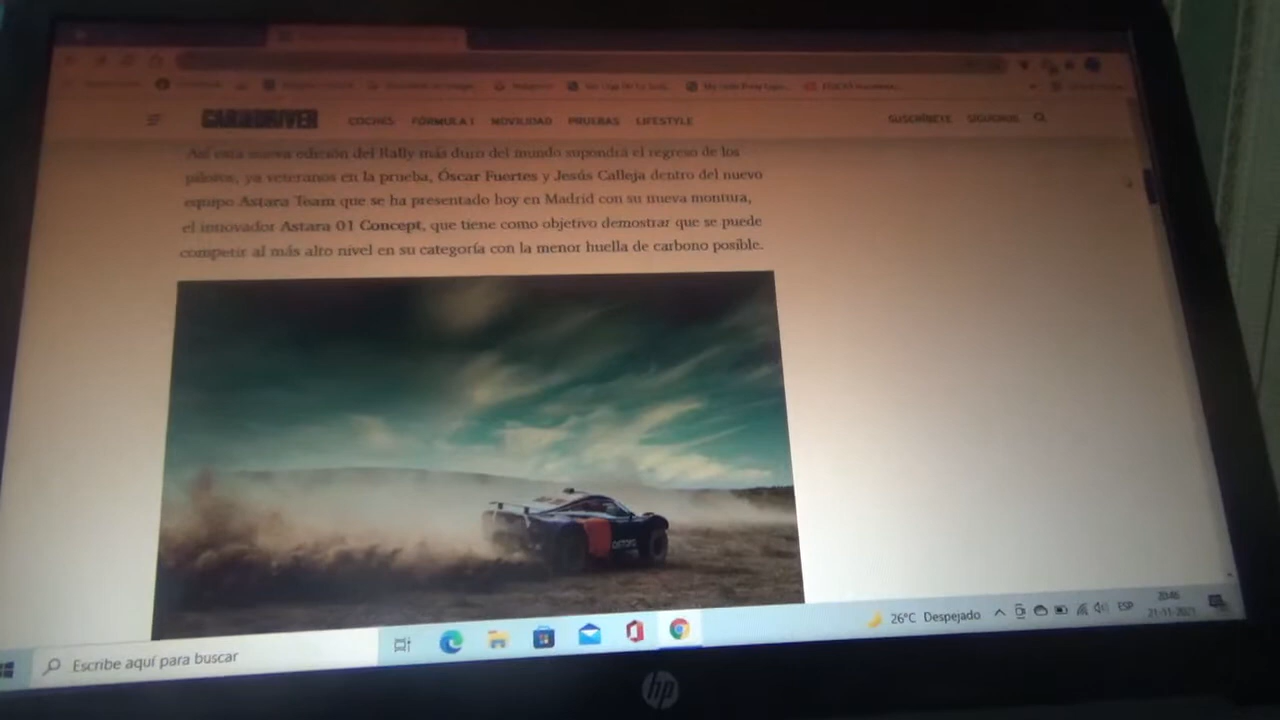 CAR AND DRIVER
COCHES FÓRMULA 1 MOVILIDAD PRUEBAS LIFESTYLE SUSCRÍBETE SÍGUENOS
Así esta nueva edición del Rally más duro del mundo supondrá el regreso de los
pilotos, ya veteranos en la prueba, Óscar Fuertes y Jesús Calleja dentro del nuevo
equipo Astara Team que se ha presentado hoy en Madrid con su nueva montura,
el innovador Astara 01 Concept, que tiene como objetivo demostrar que se puede
competir al más alto nivel en su categoría con la menor huella de carbono posible.
astara
26°C Despejado ESP 20:46
21-11-2021
Escribe aquí para buscar
hp